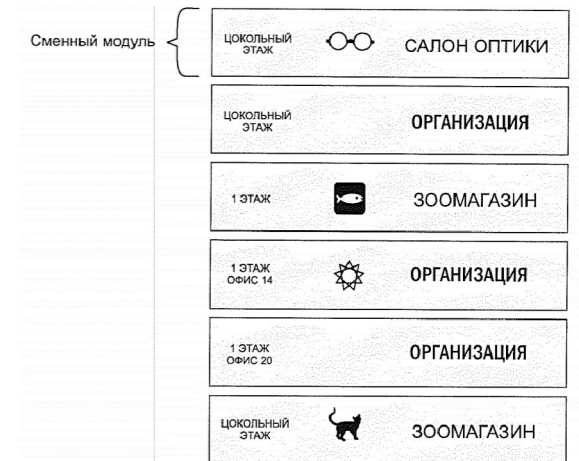 Сменный модуль
ЦОКОЛЬНЫЙ
ЭТАЖ
САЛОН ОПТИКИ
ЦОКОЛЬНЫЙ
ЭТАЖ
ОРГАНИЗАЦИЯ
1 ЭТАЖ
ЗООМАГАЗИН
1 ЭТАЖ
ОФИС 14
ОРГАНИЗАЦИЯ
1 ЭТАЖ
ОФИС 20
ОРГАНИЗАЦИЯ
ЦОКОЛЬНЫЙ
ЭТАЖ
ЗООМАГАЗИН